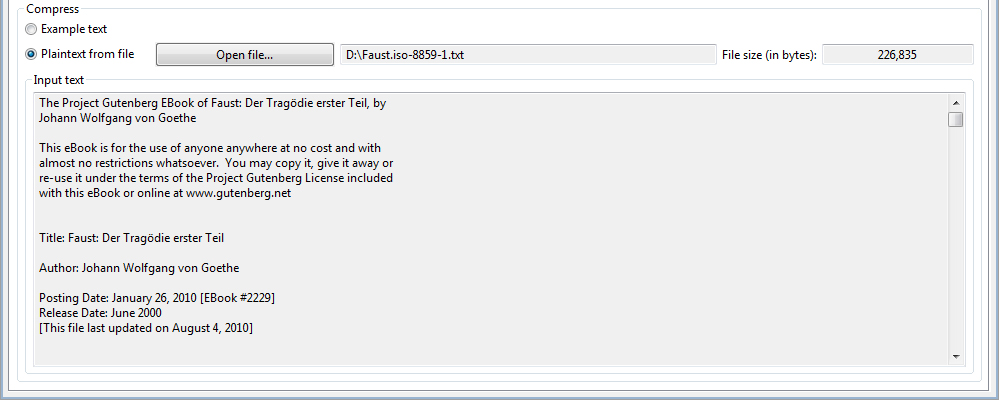 Compress
Example text
Plaintext from file
Open file...
D:\Faust.iso-8859-1.txt
File size (in bytes):
226,835
Input text
The Project Gutenberg EBook of Faust: Der Tragödie erster Teil, by
Johann Wolfgang von Goethe
This eBook is for the use of anyone anywhere at no cost and with
almost no restrictions whatsoever.  You may copy it, give it away or
re-use it under the terms of the Project Gutenberg License included
with this eBook or online at www.gutenberg.net
Title: Faust: Der Tragödie erster Teil
Author: Johann Wolfgang von Goethe
Posting Date: January 26, 2010 [EBook #2229]
Release Date: June 2000
[This file last updated on August 4, 2010]